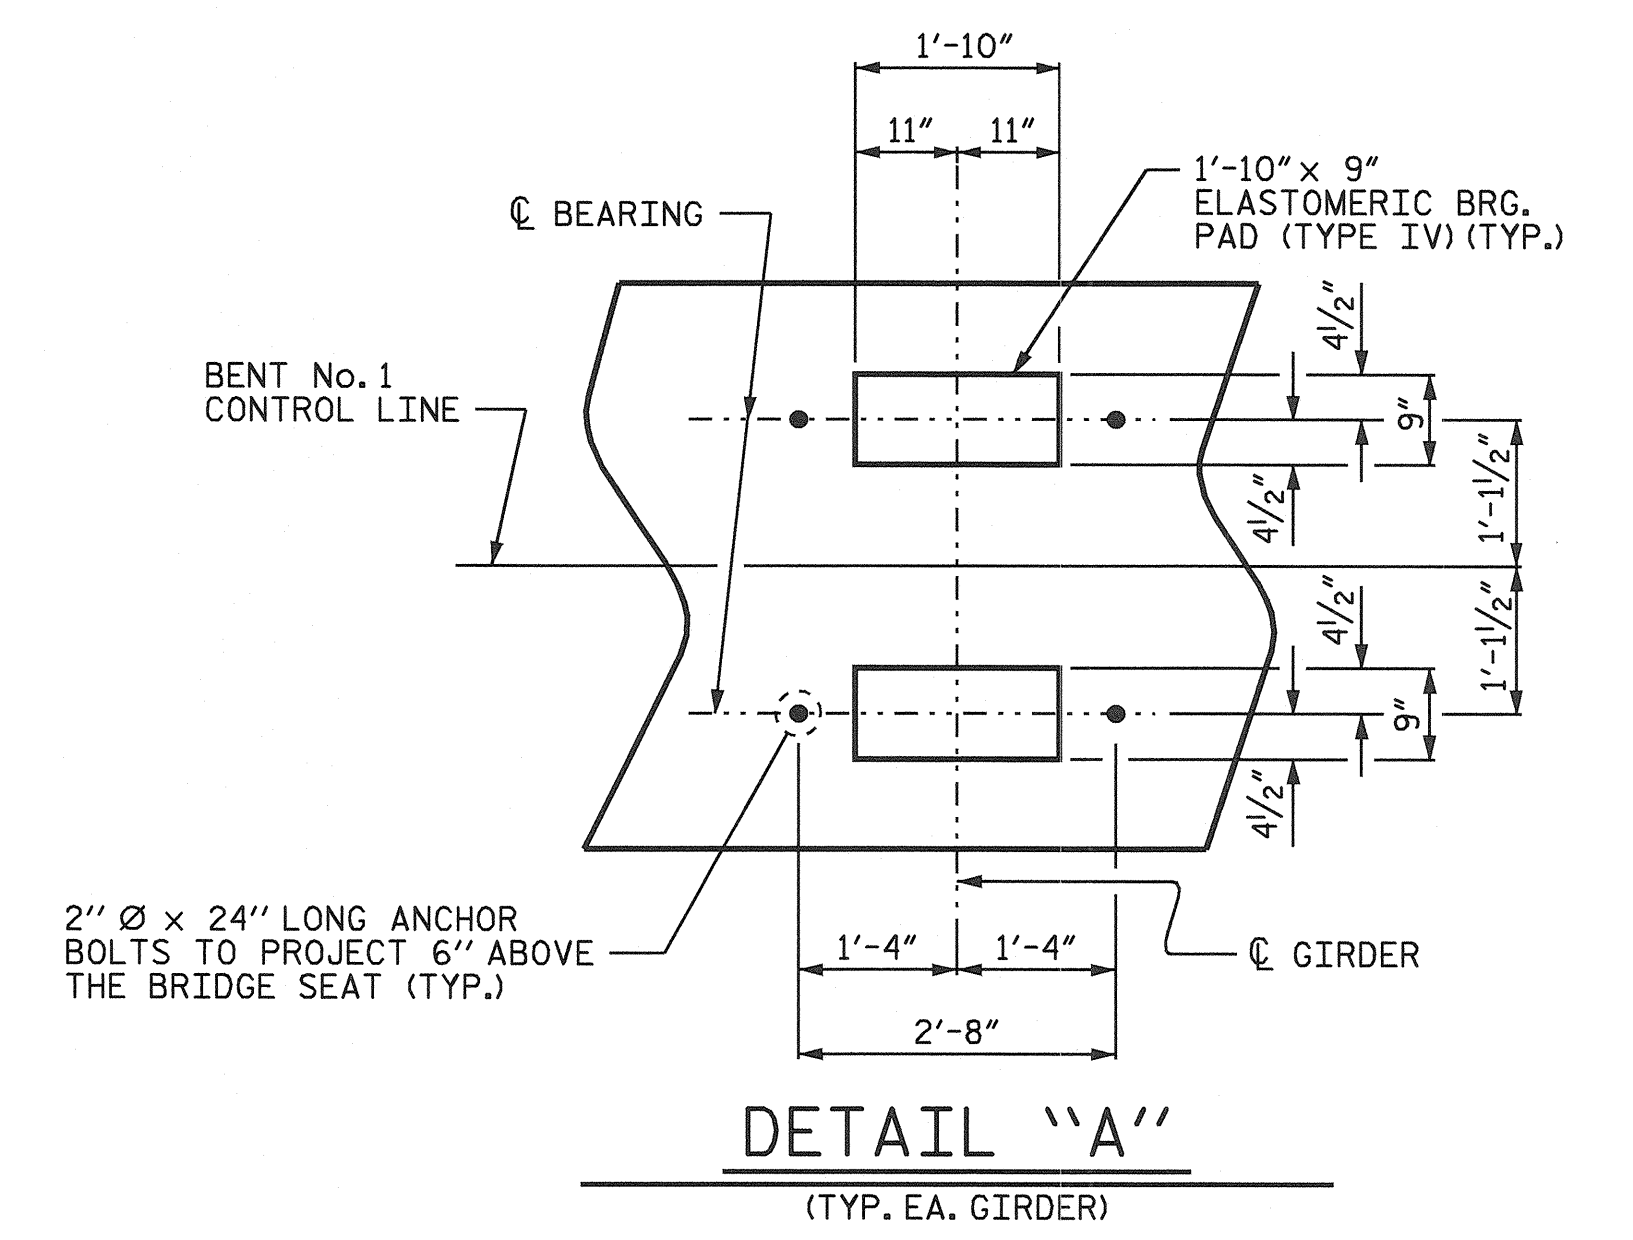 1'-10"
11" 11"
1'-10" x 9"
ELASTOMERIC BRG.
PAD (TYPE IV) (TYP.)
℄ BEARING
BENT No. 1
CONTROL LINE
4½"
9"
4½"
1'-1½"
4½"
1'-1½"
9"
4½"
2" Ø x 24" LONG ANCHOR
BOLTS TO PROJECT 6" ABOVE
THE BRIDGE SEAT (TYP.)
1'-4" 1'-4"
℄ GIRDER
2'-8"
DETAIL "A"
(TYP. EA. GIRDER)